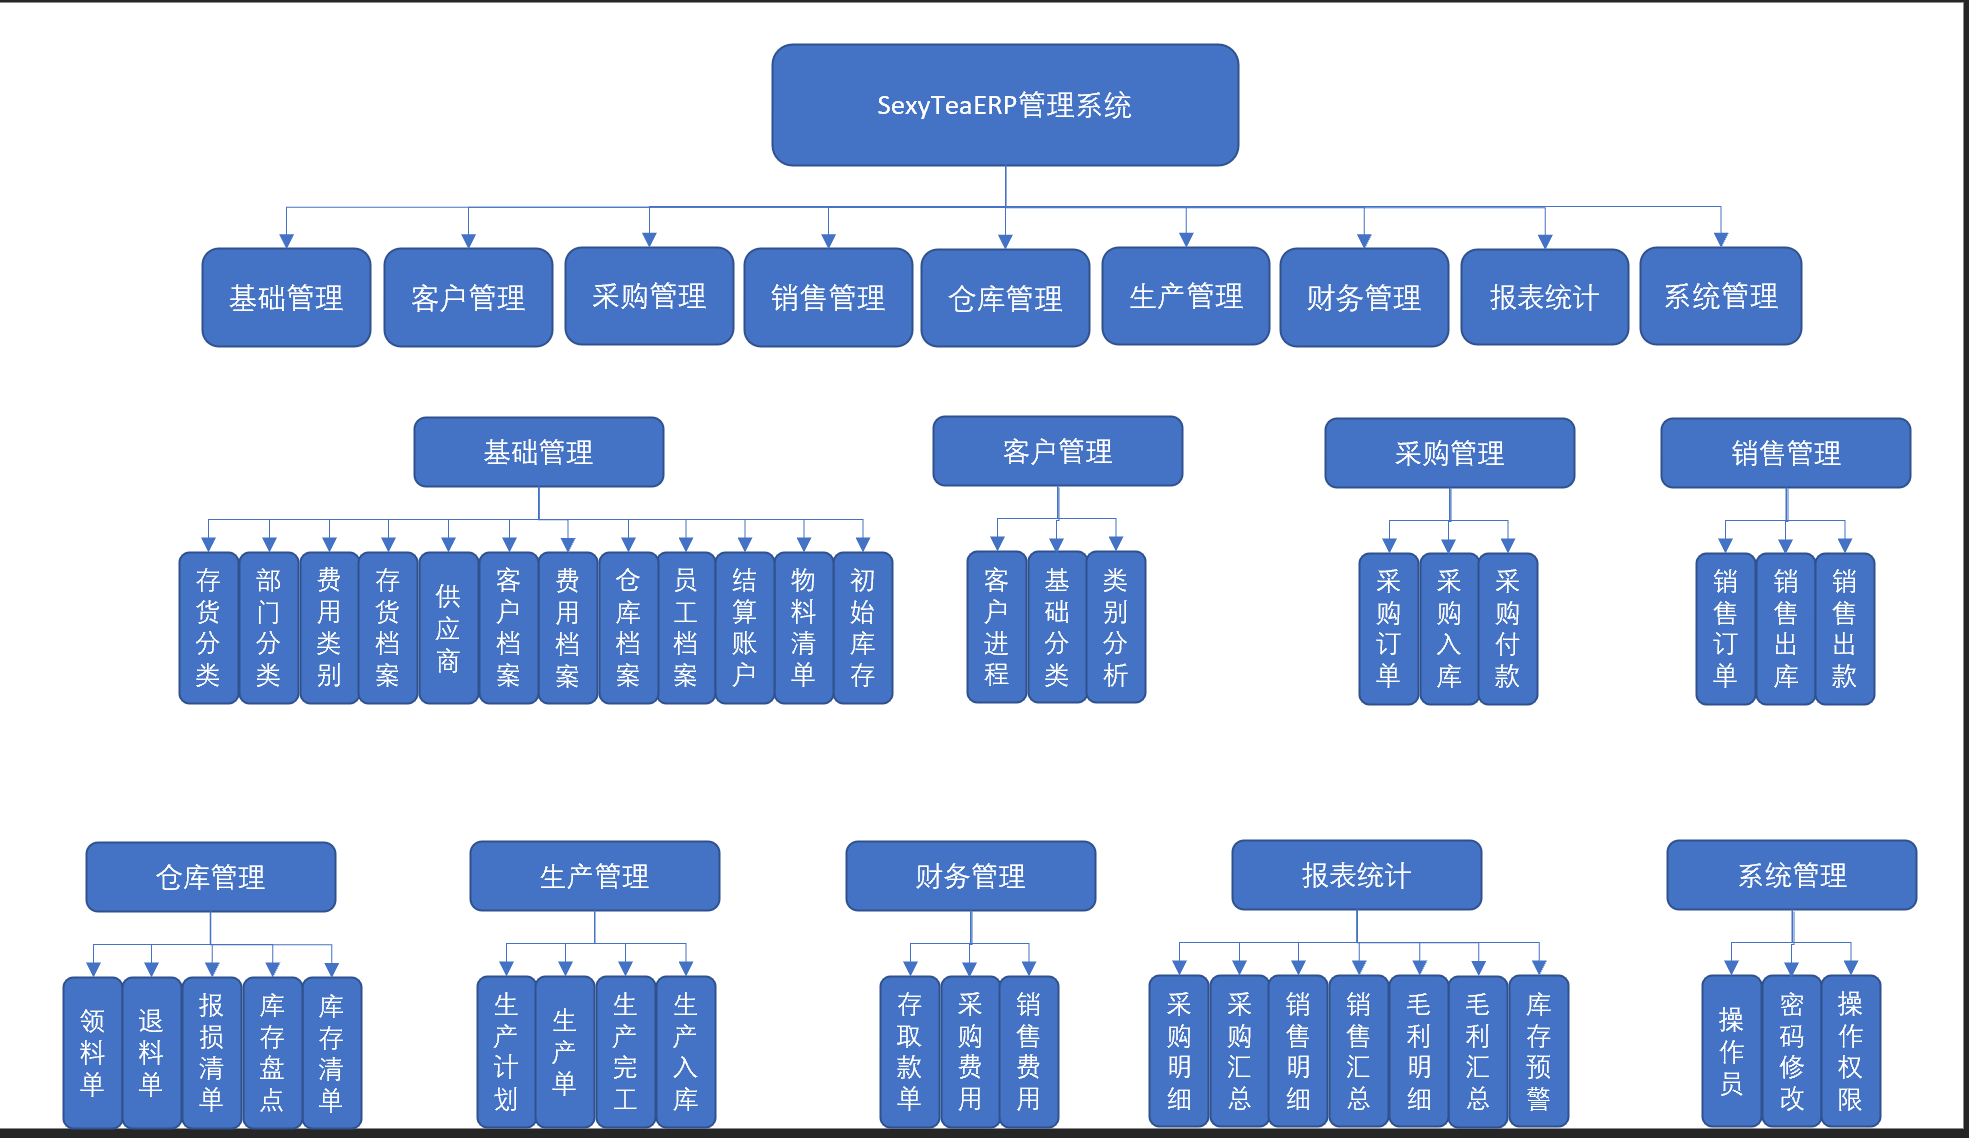 SexyTeaERP管理系统
基础管理
客户管理
采购管理
销售管理
仓库管理
生产管理
财务管理
报表统计
系统管理
基础管理
存货分类
部门分类
费用类别
存货档案
供应商
客户档案
费用档案
仓库档案
员工档案
结算账户
物料清单
初始库存
客户管理
客户进程
基础分类
类别分析
采购管理
采购订单
采购入库
采购付款
销售管理
销售订单
销售出库
销售出款
仓库管理
领料单
退料单
报损清单
库存盘点
库存清单
生产管理
生产计划
生产单
生产完工
生产入库
财务管理
存取款单
采购费用
销售费用
报表统计
采购明细
采购汇总
销售明细
销售汇总
毛利明细
毛利汇总
库存预警
系统管理
操作员
密码修改
操作权限